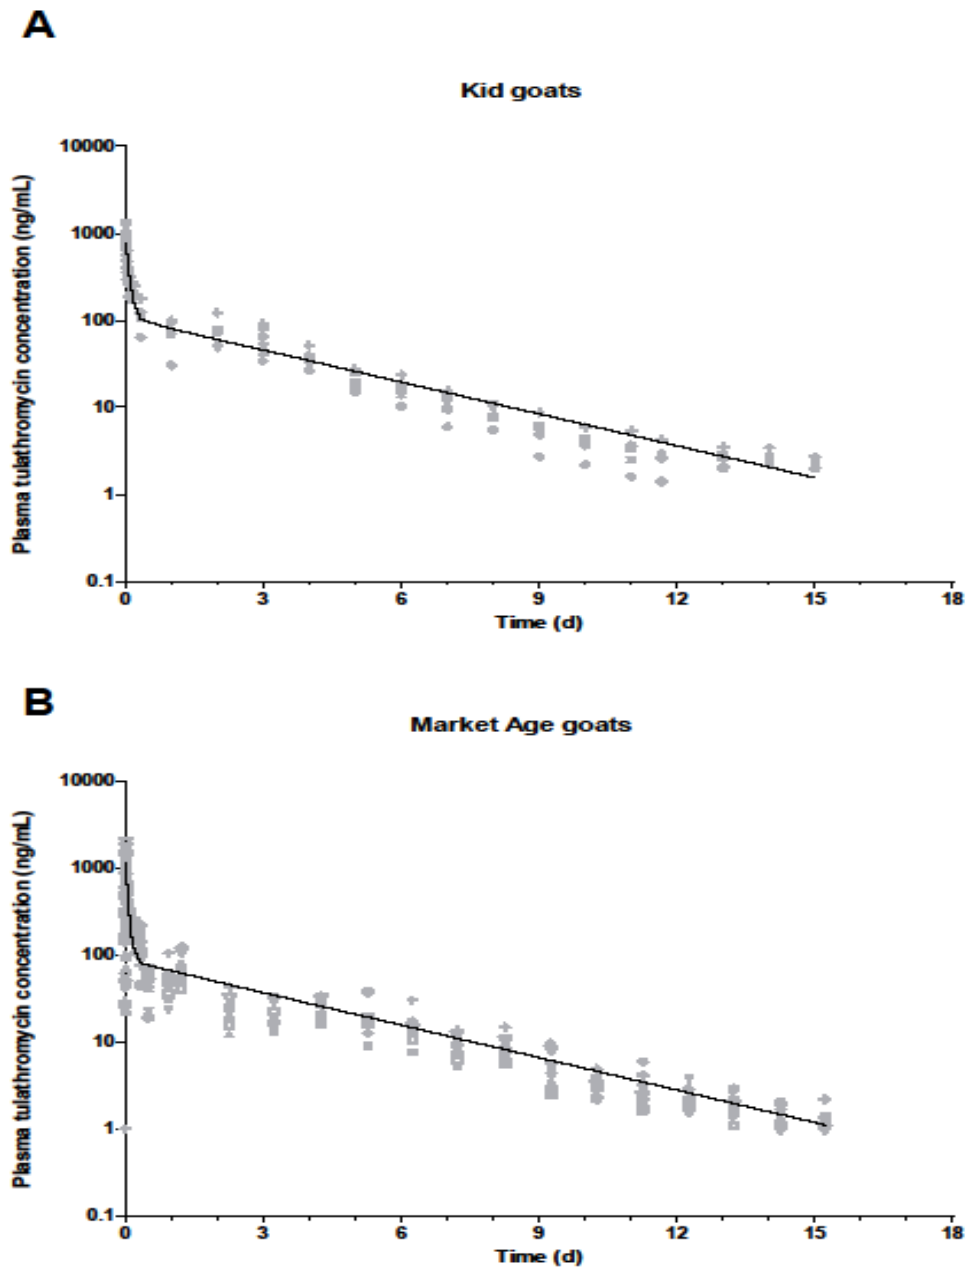 A
Kid goats
Plasma tulathromycin concentration (ng/mL)
10000
1000
100
10
1
0.1
0 3 6 9 12 15 18
Time (d)
B
Market Age goats
Plasma tulathromycin concentration (ng/mL)
10000
1000
100
10
1
0.1
0 3 6 9 12 15 18
Time (d)